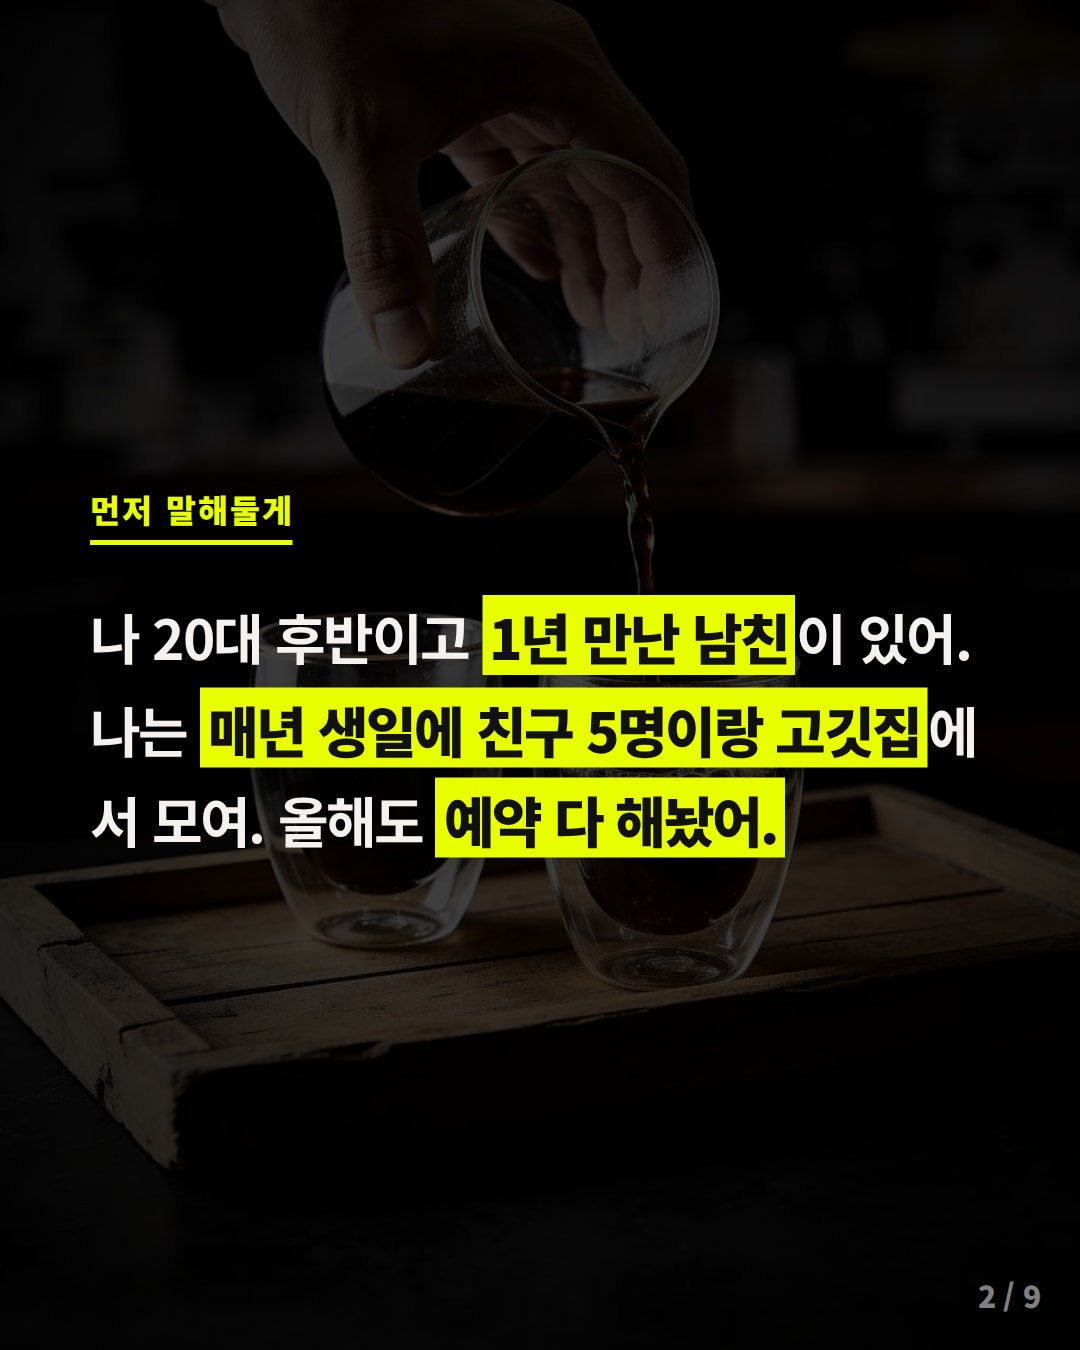 먼저 말해둘게
나 20대 후반이고 1년 만난 남친이 있어.
나는 매년 생일에 친구 5명이랑 고깃집에
서 모여. 올해도 예약 다 해놨어.
2 / 9